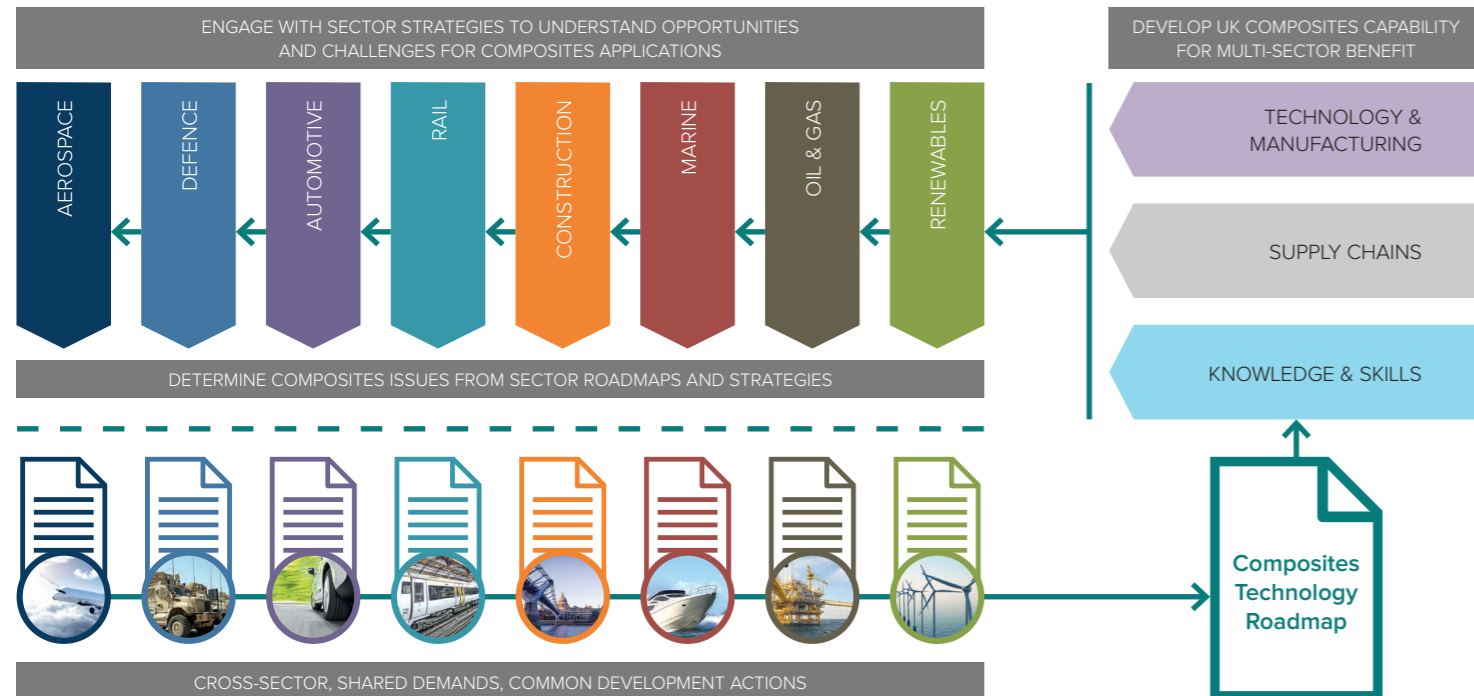 ENGAGE WITH SECTOR STRATEGIES TO UNDERSTAND OPPORTUNITIES
AND CHALLENGES FOR COMPOSITES APPLICATIONS
DEVELOP UK COMPOSITES CAPABILITY
FOR MULTI-SECTOR BENEFIT
AEROSPACE
DEFENCE
AUTOMOTIVE
RAIL
CONSTRUCTION
MARINE
OIL & GAS
RENEWABLES
TECHNOLOGY &
MANUFACTURING
SUPPLY CHAINS
KNOWLEDGE & SKILLS
DETERMINE COMPOSITES ISSUES FROM SECTOR ROADMAPS AND STRATEGIES
Composites
Technology
Roadmap
CROSS-SECTOR, SHARED DEMANDS, COMMON DEVELOPMENT ACTIONS